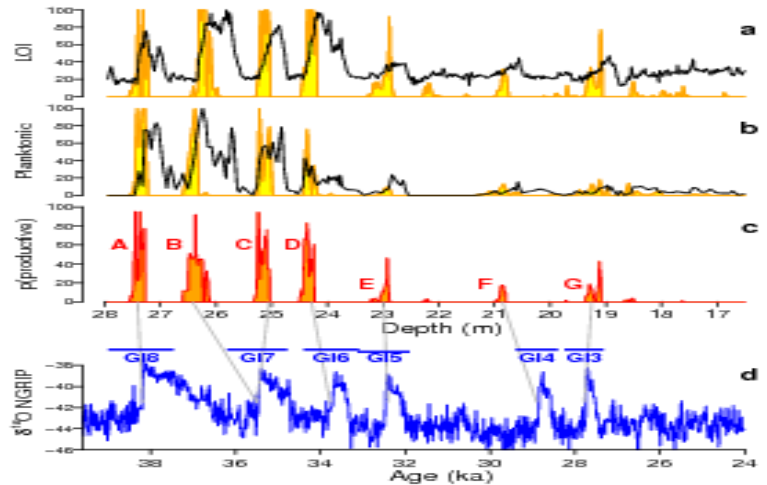 100
80
60
40
20
0
LOI
a
100
80
60
40
20
0
Planktonic
b
100
80
60
40
20
0
p(productive)
A B C D E F G
c
28 27 26 25 24 23 22 21 20 19 18 17
Depth (m)
GI8 GI7 GI6 GI5 GI4 GI3
-38
-42
-46
δ¹⁸O NGRIP
d
38 36 34 32 30 28 26 24
Age (ka)